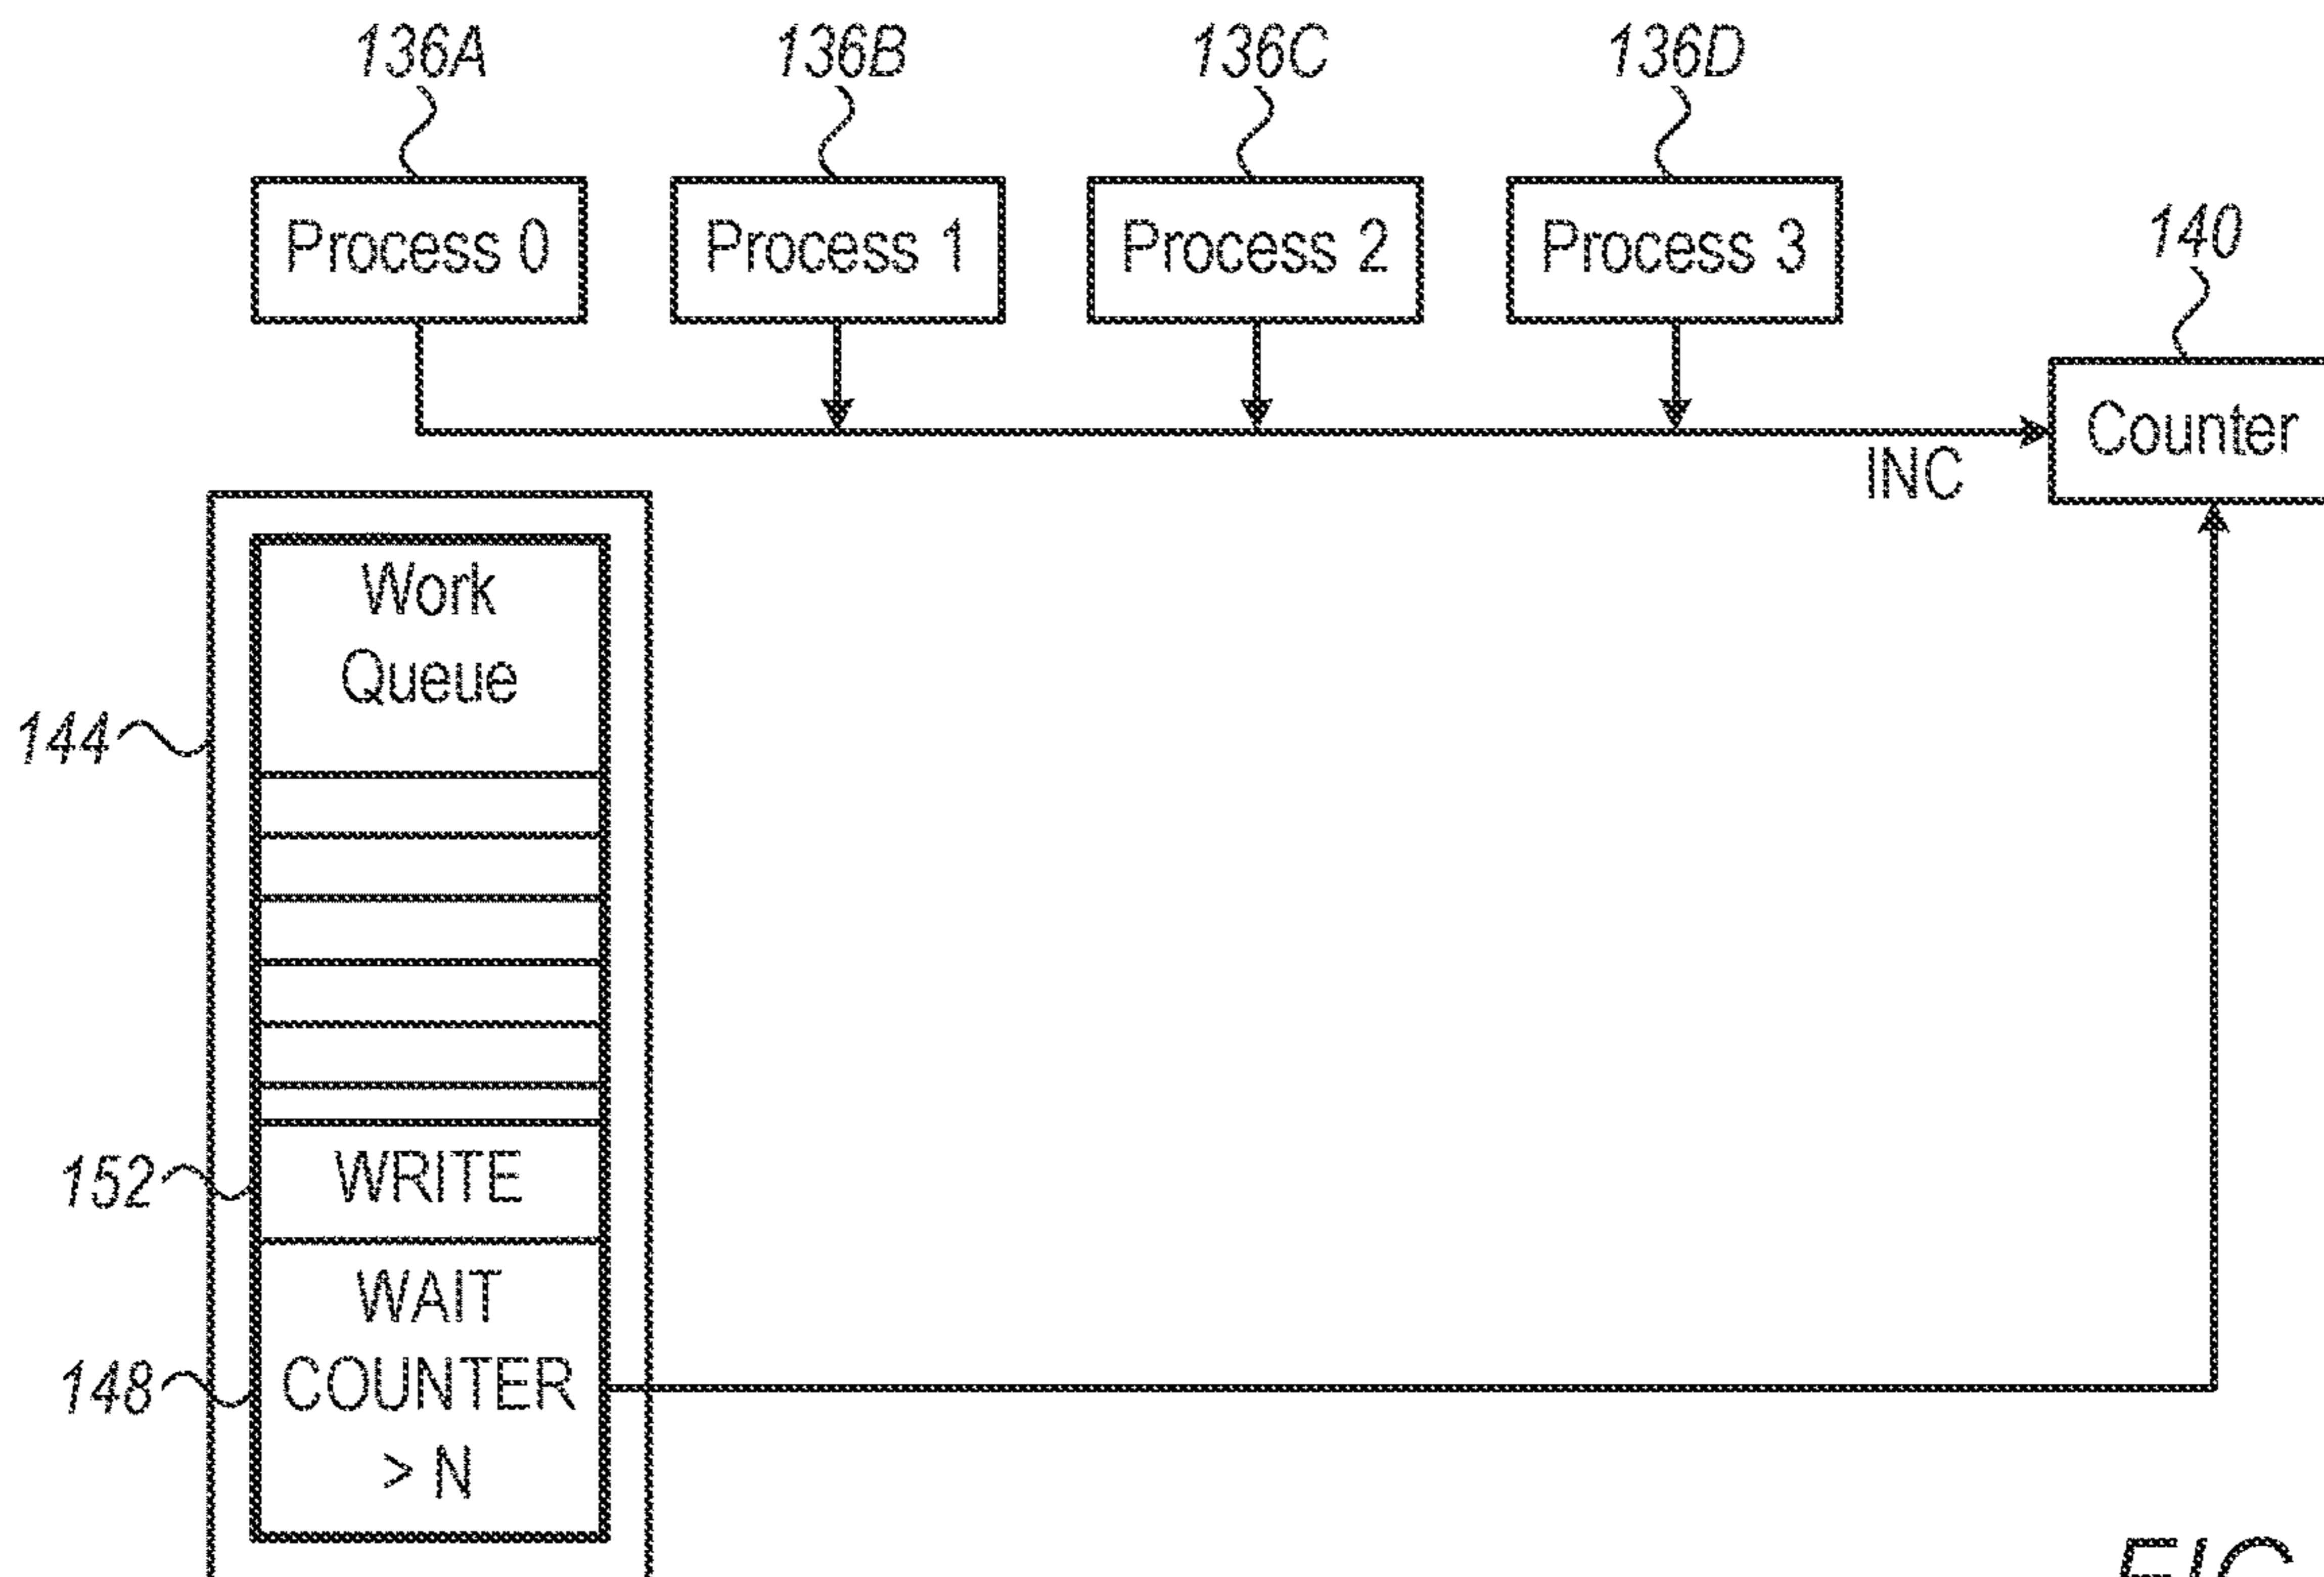 136A 136B 136C 136D
Process 0 Process 1 Process 2 Process 3
140
Counter
INC
Work
Queue
144
152 WRITE
WAIT
148 COUNTER
> N
FIG